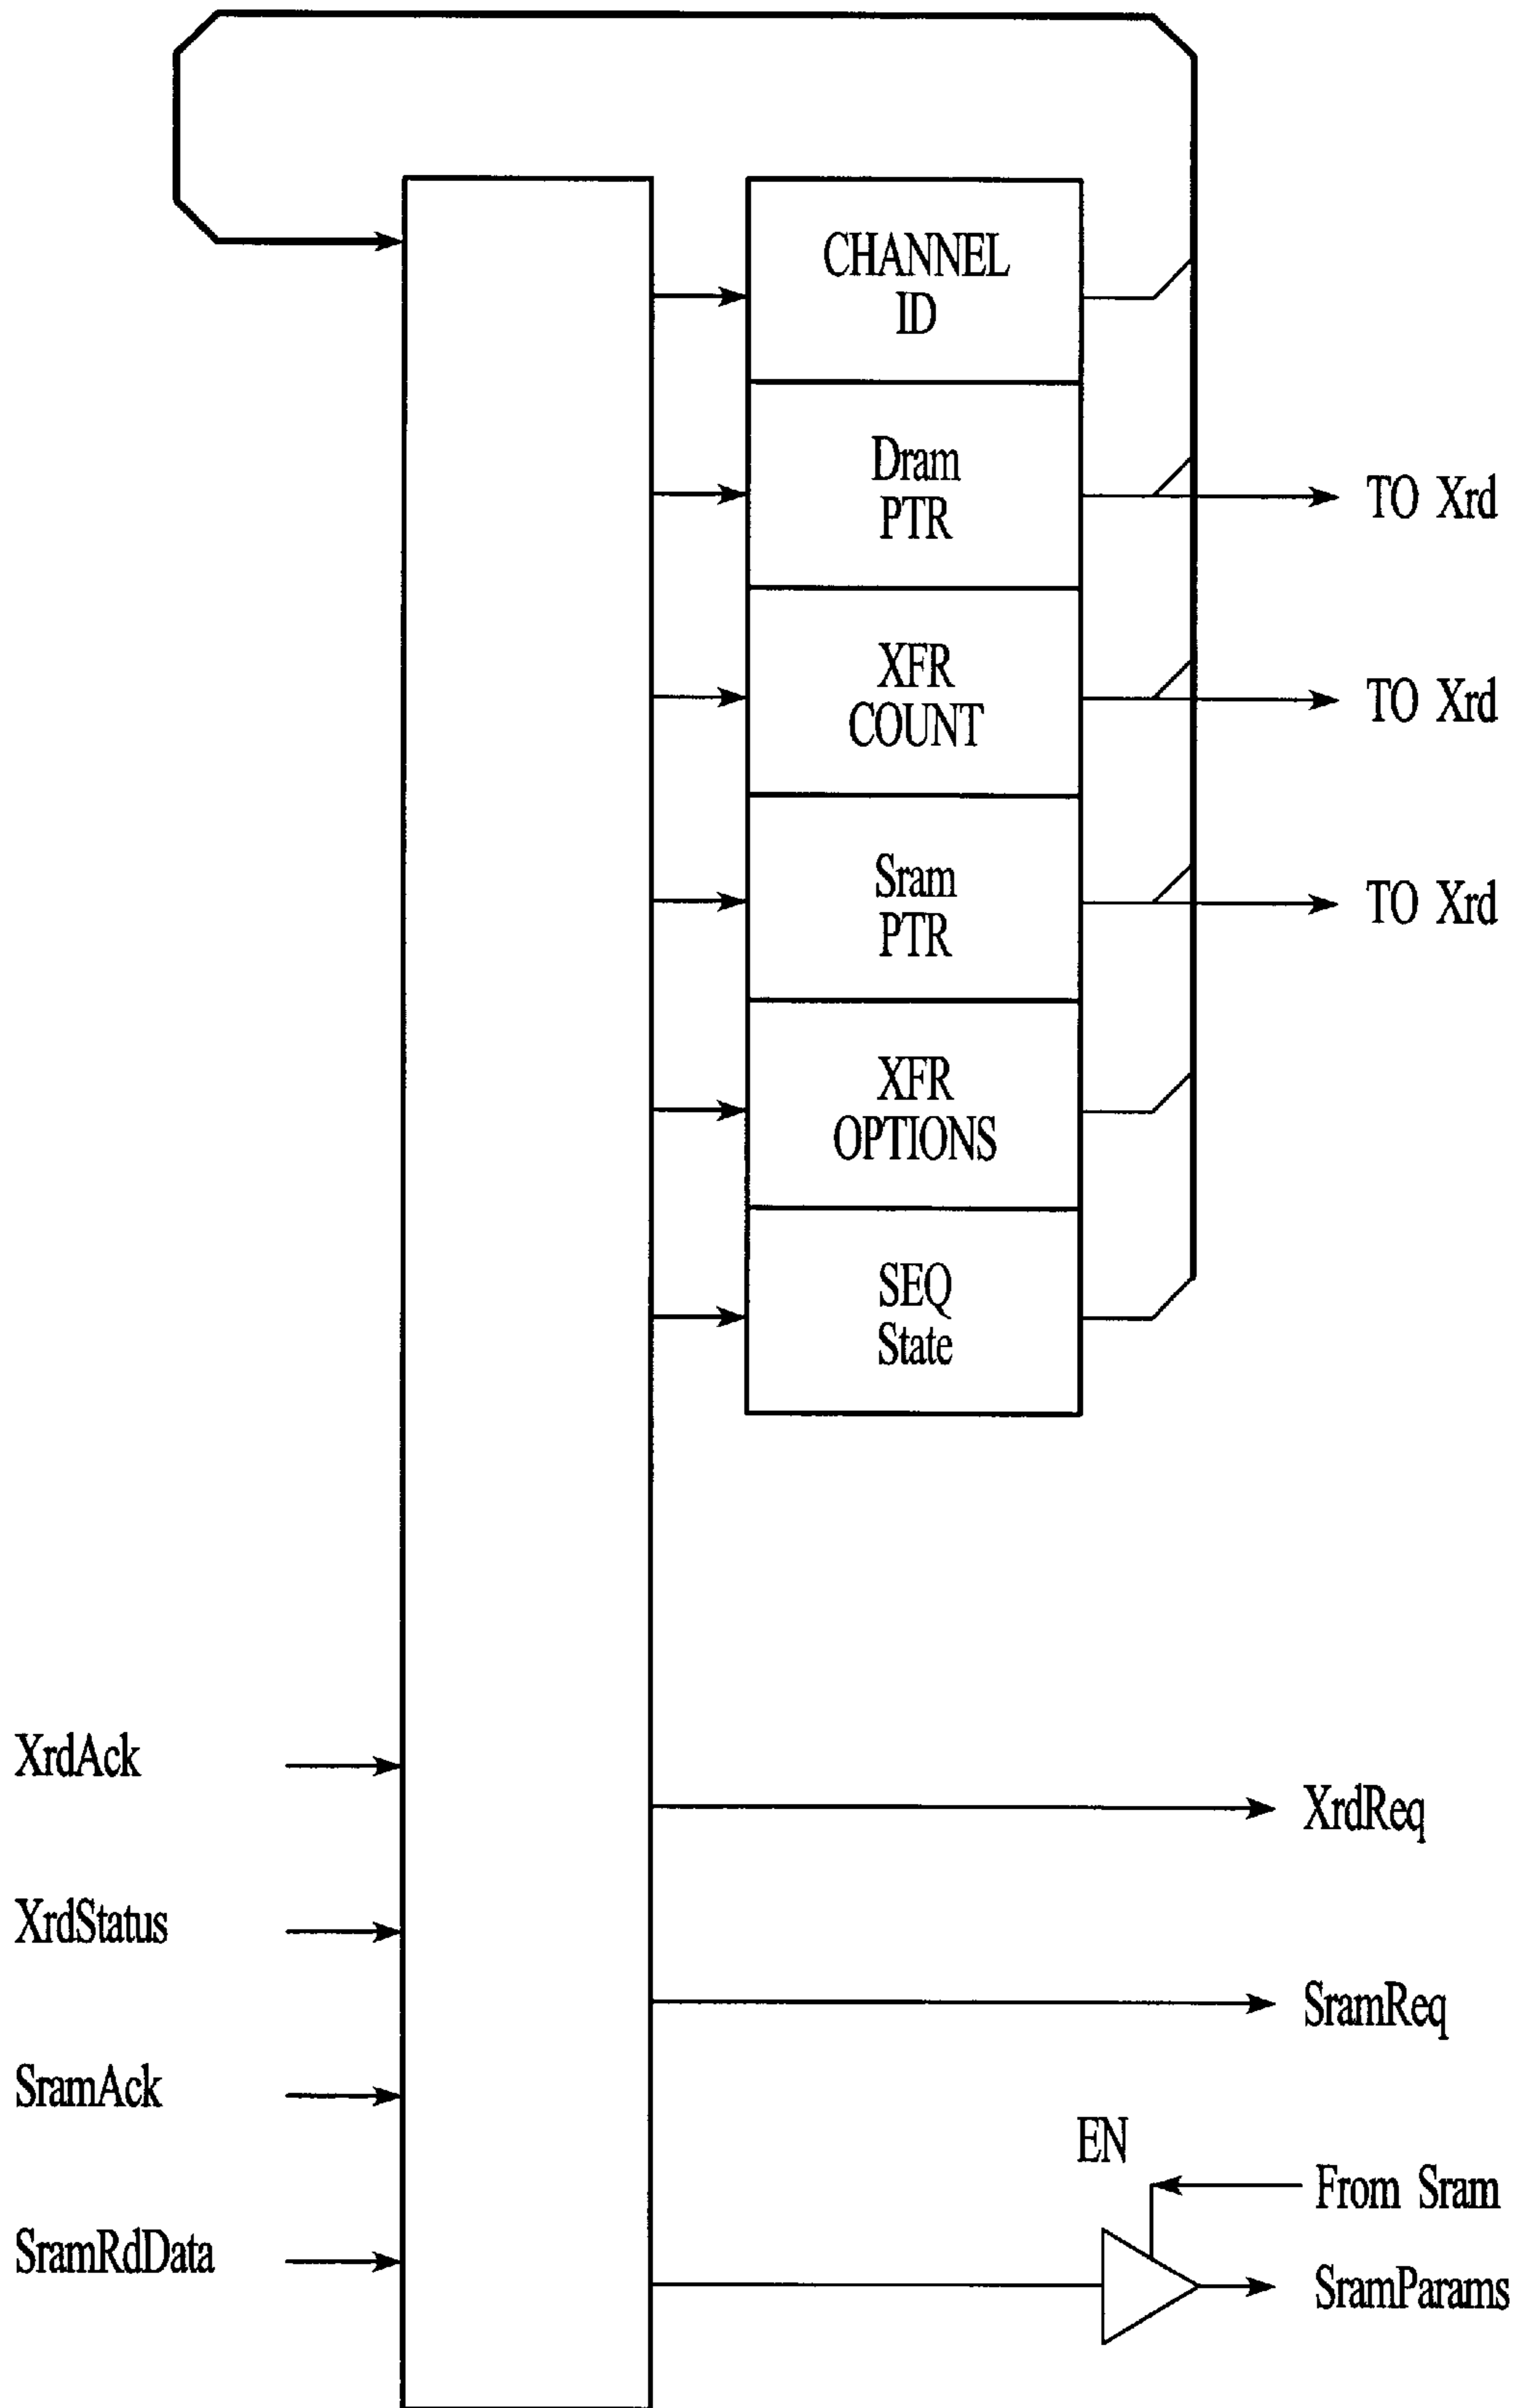 CHANNEL
ID
Dram
PTR
TO Xrd
XFR
COUNT
TO Xrd
Sram
PTR
TO Xrd
XFR
OPTIONS
SEQ
State
XrdAck
XrdReq
XrdStatus
SramReq
SramAck
EN
From Sram
SramRdData
SramParams